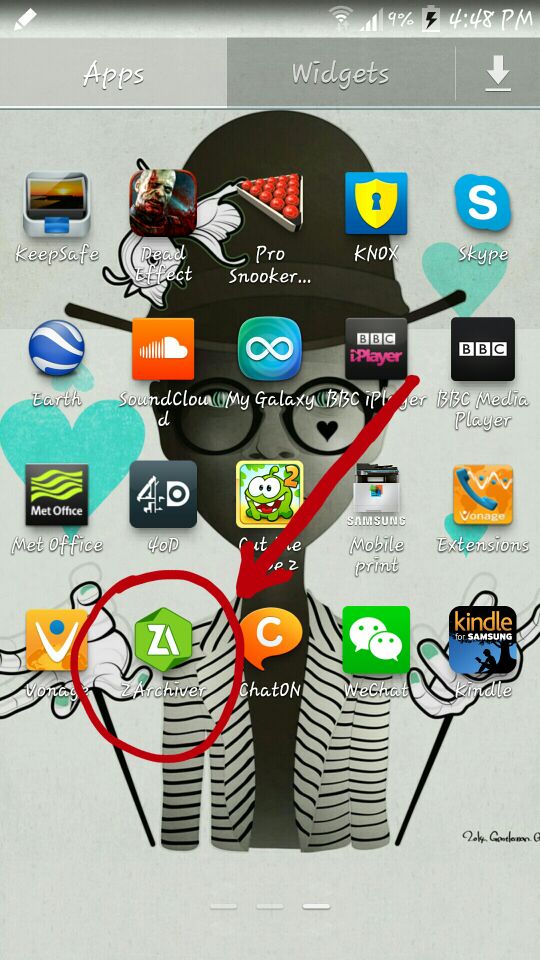 9% 4:48 PM
Apps Widgets
KeepSafe Dead Effect Pro Snooker... KNOX Skype
S
BBC iPlayer BBC
Earth SoundCloud My Galaxy BBC iPlayer BBC Media Player
Met Office 4 D 2 SAMSUNG Vonage
Met Office 4oD Cut the 2 Mobile print Extensions
V ZA C kindle for SAMSUNG
Vonage ZArchiver ChatON WeChat Kindle